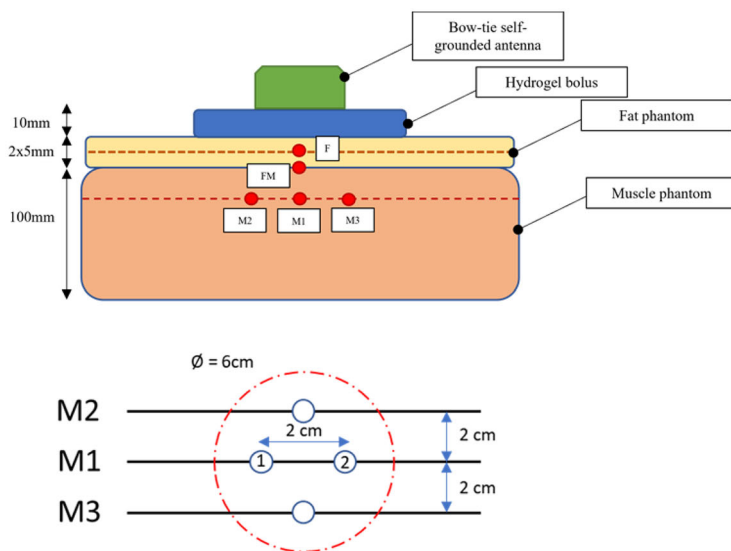 Bow-tie self-
grounded antenna
Hydrogel bolus
10mm
Fat phantom
2x5mm
F
FM
100mm
M2
M1
M3
Muscle phantom
Ø = 6cm
M2
2 cm
2 cm
M1
1
2
2 cm
M3